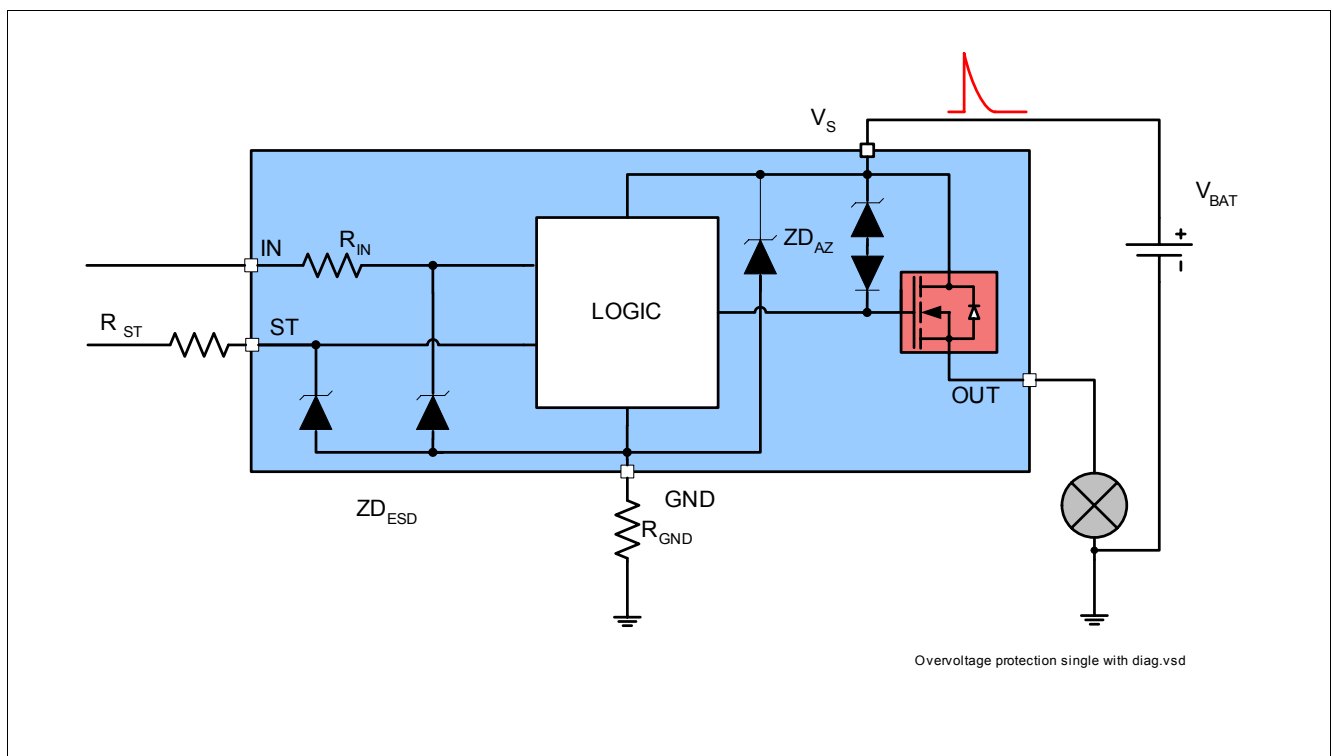 V_S
V_BAT
+
-
IN
R_IN
ZD_AZ
LOGIC
R_ST
ST
OUT
ZD_ESD
GND
R_GND
Overvoltage protection single with diag.vsd